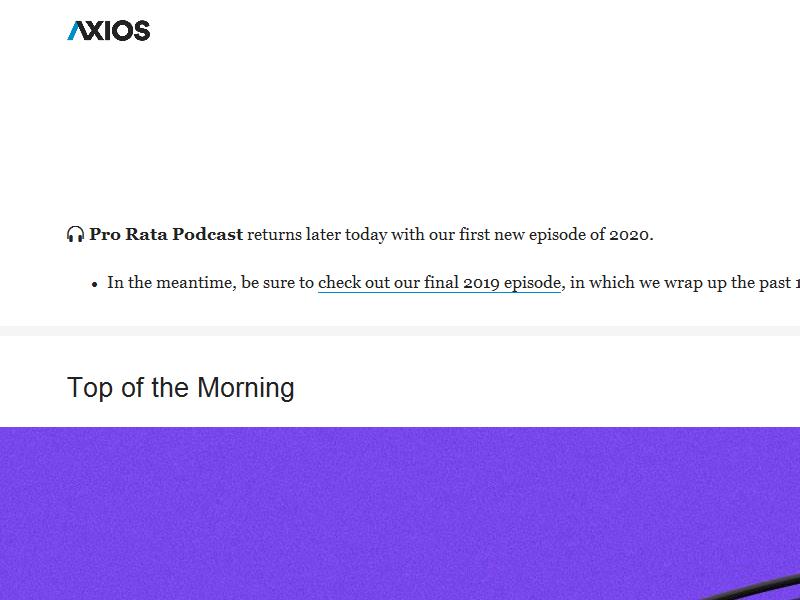 AXIOS
🎧 Pro Rata Podcast returns later today with our first new episode of 2020.
• In the meantime, be sure to check out our final 2019 episode, in which we wrap up the past
Top of the Morning